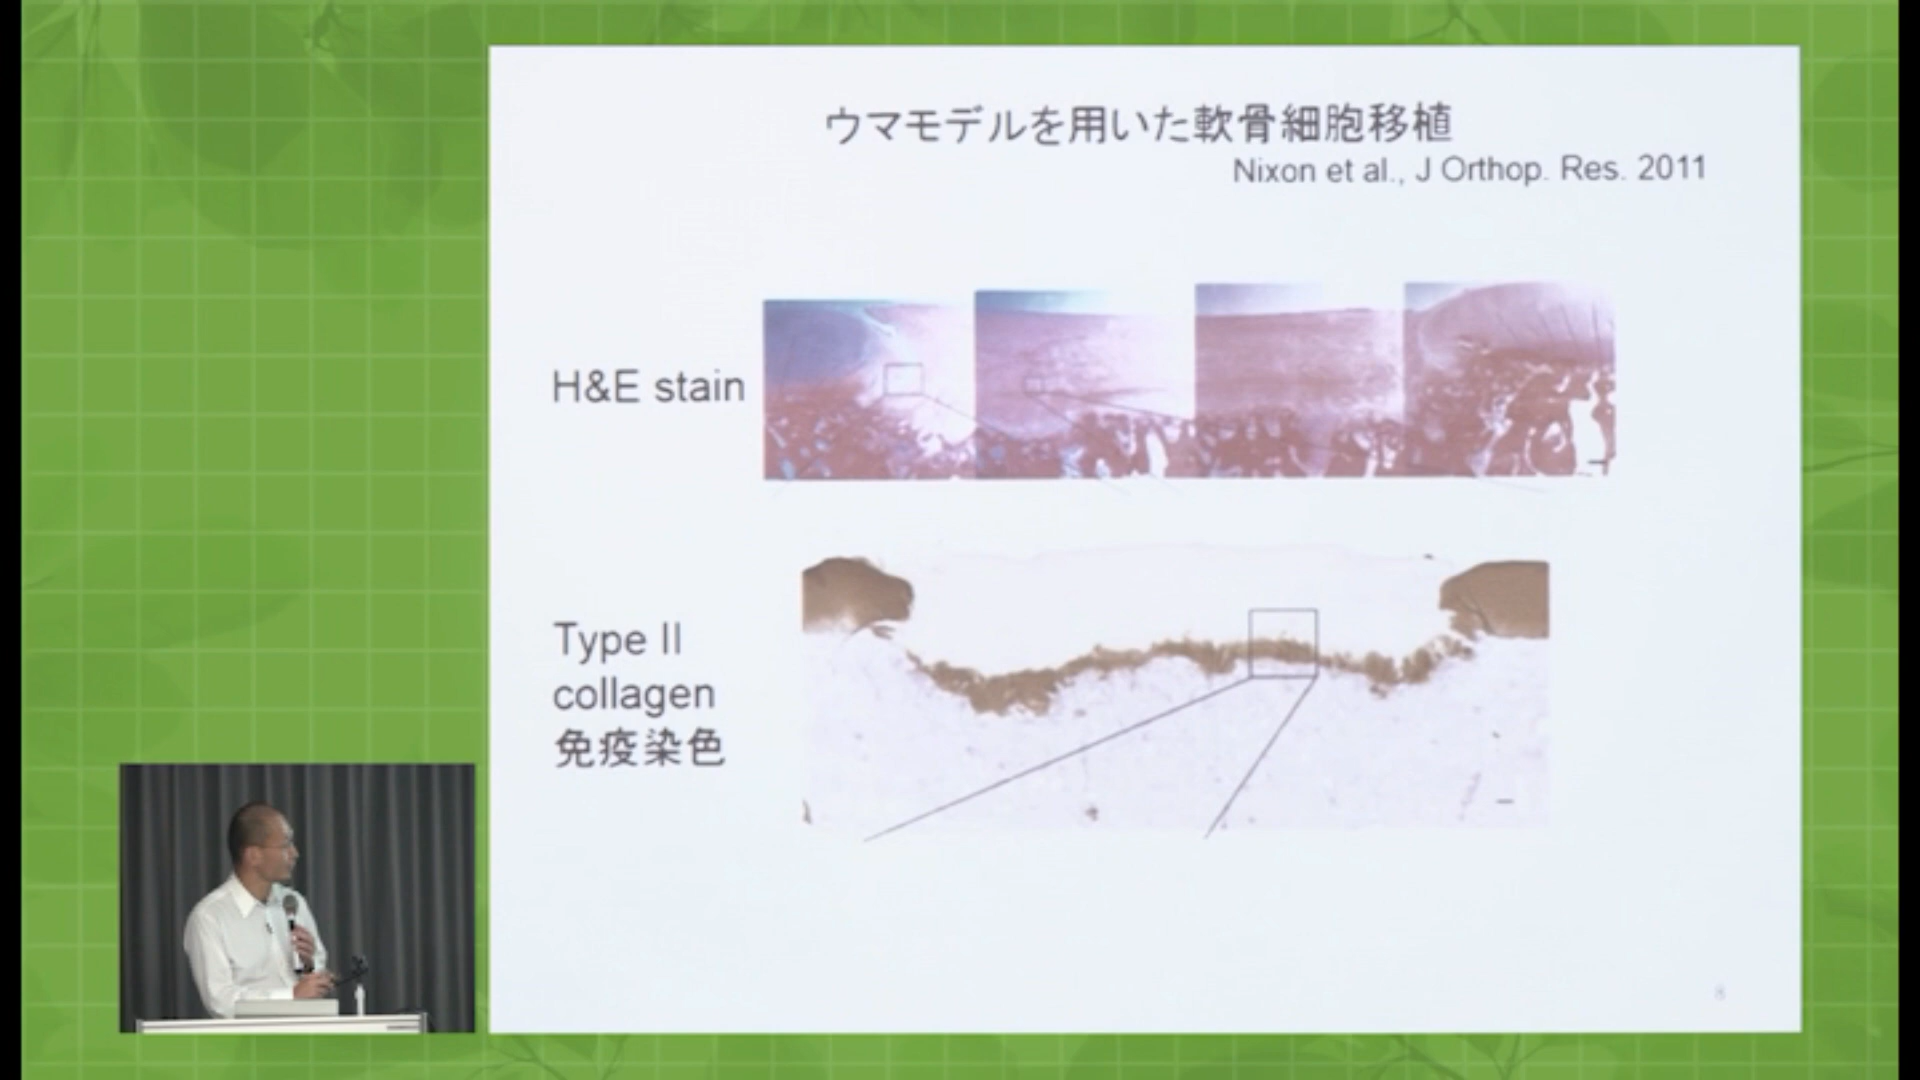 ウマモデルを用いた軟骨細胞移植
Nixon et al., J Orthop. Res. 2011
H&E stain
Type II
collagen
免疫染色
8